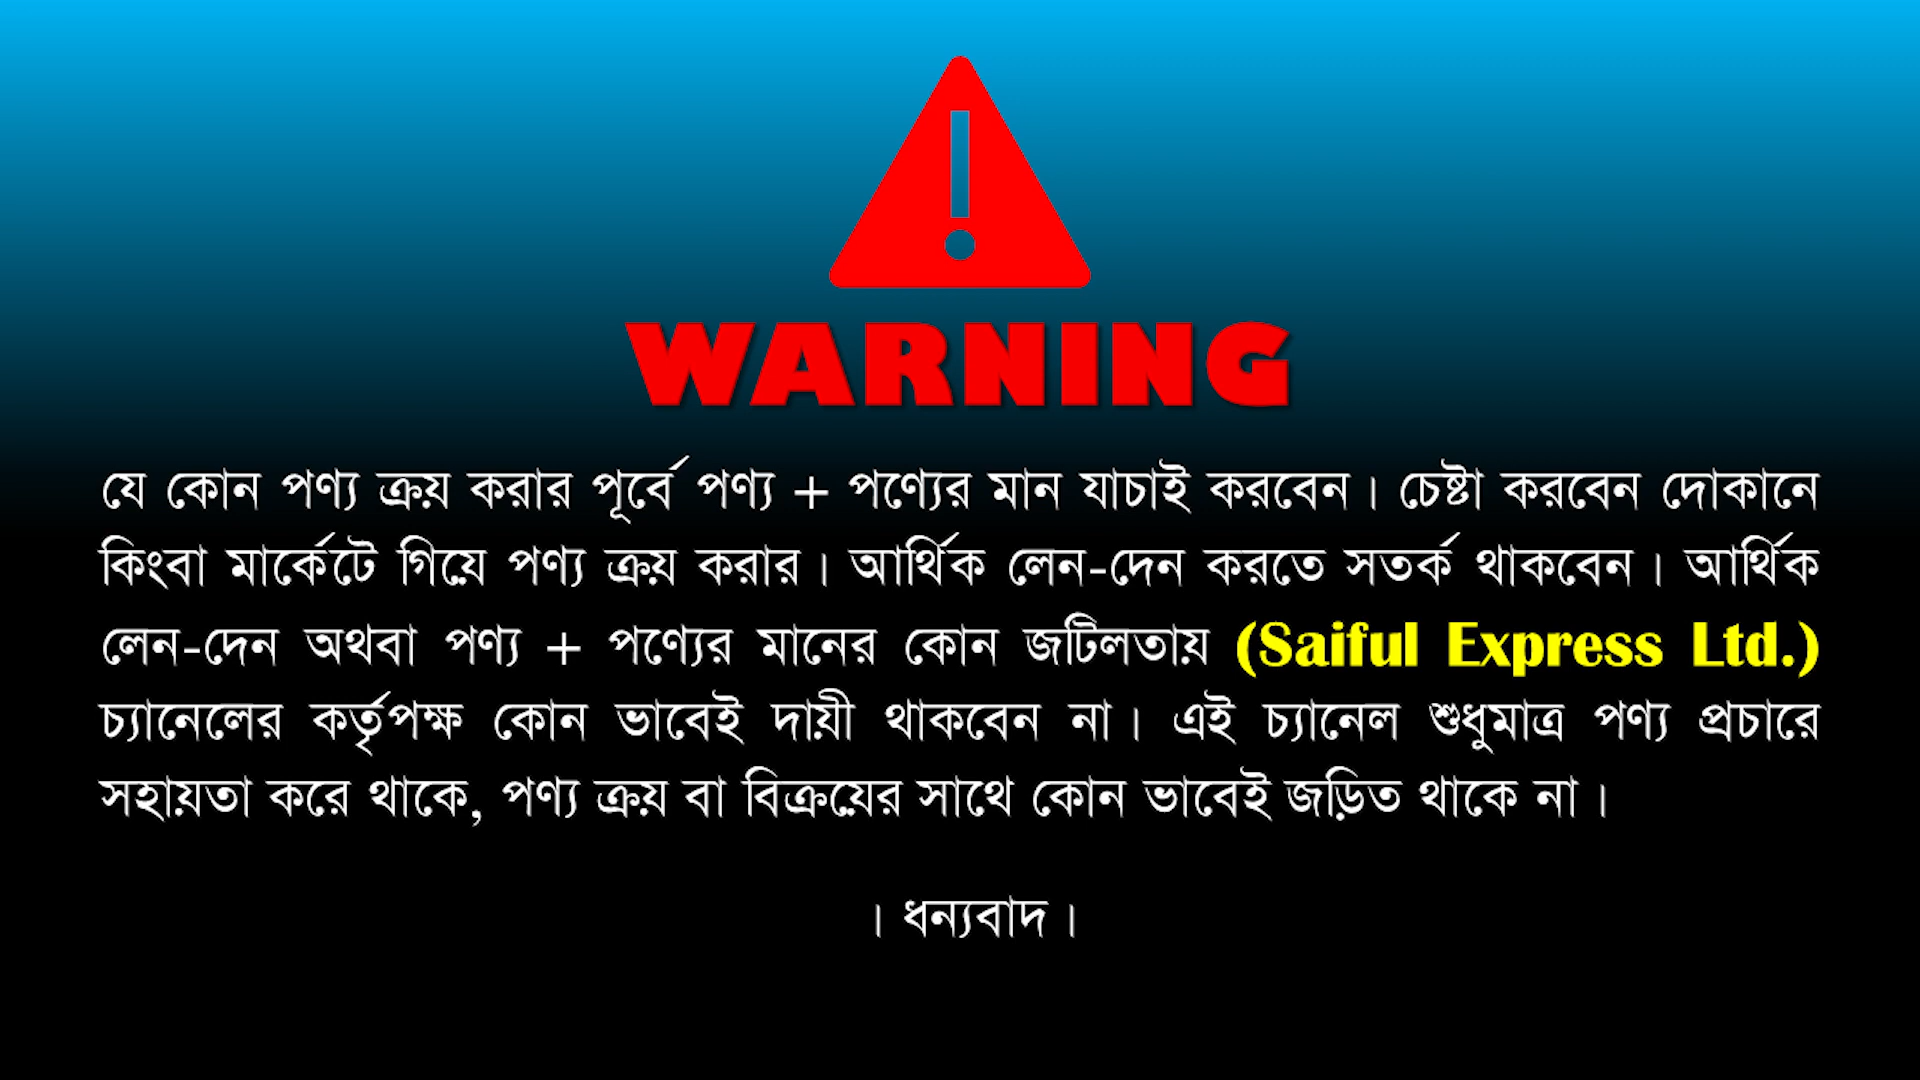 WARNING
যে কোন পণ্য ক্রয় করার পূর্বে পণ্য + পণ্যের মান যাচাই করবেন। চেষ্টা করবেন দোকানে
কিংবা মার্কেটে গিয়ে পণ্য ক্রয় করার। আর্থিক লেন-দেন করতে সতর্ক থাকবেন। আর্থিক
লেন-দেন অথবা পণ্য + পণ্যের মানের কোন জটিলতায় (Saiful Express Ltd.)
চ্যানেলের কর্তৃপক্ষ কোন ভাবেই দায়ী থাকবেন না। এই চ্যানেল শুধুমাত্র পণ্য প্রচারে
সহায়তা করে থাকে, পণ্য ক্রয় বা বিক্রয়ের সাথে কোন ভাবেই জড়িত থাকে না।
। ধন্যবাদ।